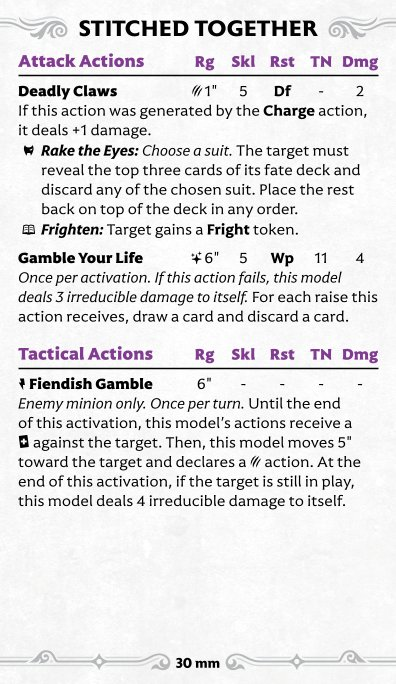 STITCHED TOGETHER
Attack Actions Rg Skl Rst TN Dmg
Deadly Claws 1" 5 Df - 2
If this action was generated by the Charge action,
it deals +1 damage.
Rake the Eyes: Choose a suit. The target must
reveal the top three cards of its fate deck and
discard any of the chosen suit. Place the rest
back on top of the deck in any order.
Frighten: Target gains a Fright token.
Gamble Your Life 6" 5 Wp 11 4
Once per activation. If this action fails, this model
deals 3 irreducible damage to itself. For each raise this
action receives, draw a card and discard a card.
Tactical Actions Rg Skl Rst TN Dmg
Fiendish Gamble 6" - - - -
Enemy minion only. Once per turn. Until the end
of this activation, this model's actions receive a
against the target. Then, this model moves 5"
toward the target and declares a action. At the
end of this activation, if the target is still in play,
this model deals 4 irreducible damage to itself.
30 mm